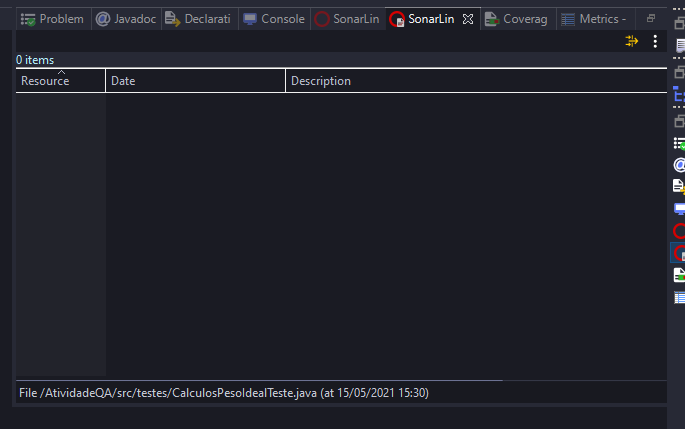 Problem @ Javadoc Declarati Console SonarLin SonarLin Coverag Metrics -
0 items
Resource Date Description
File /AtividadeQA/src/testes/CalculosPesoIdealTeste.java (at 15/05/2021 15:30)